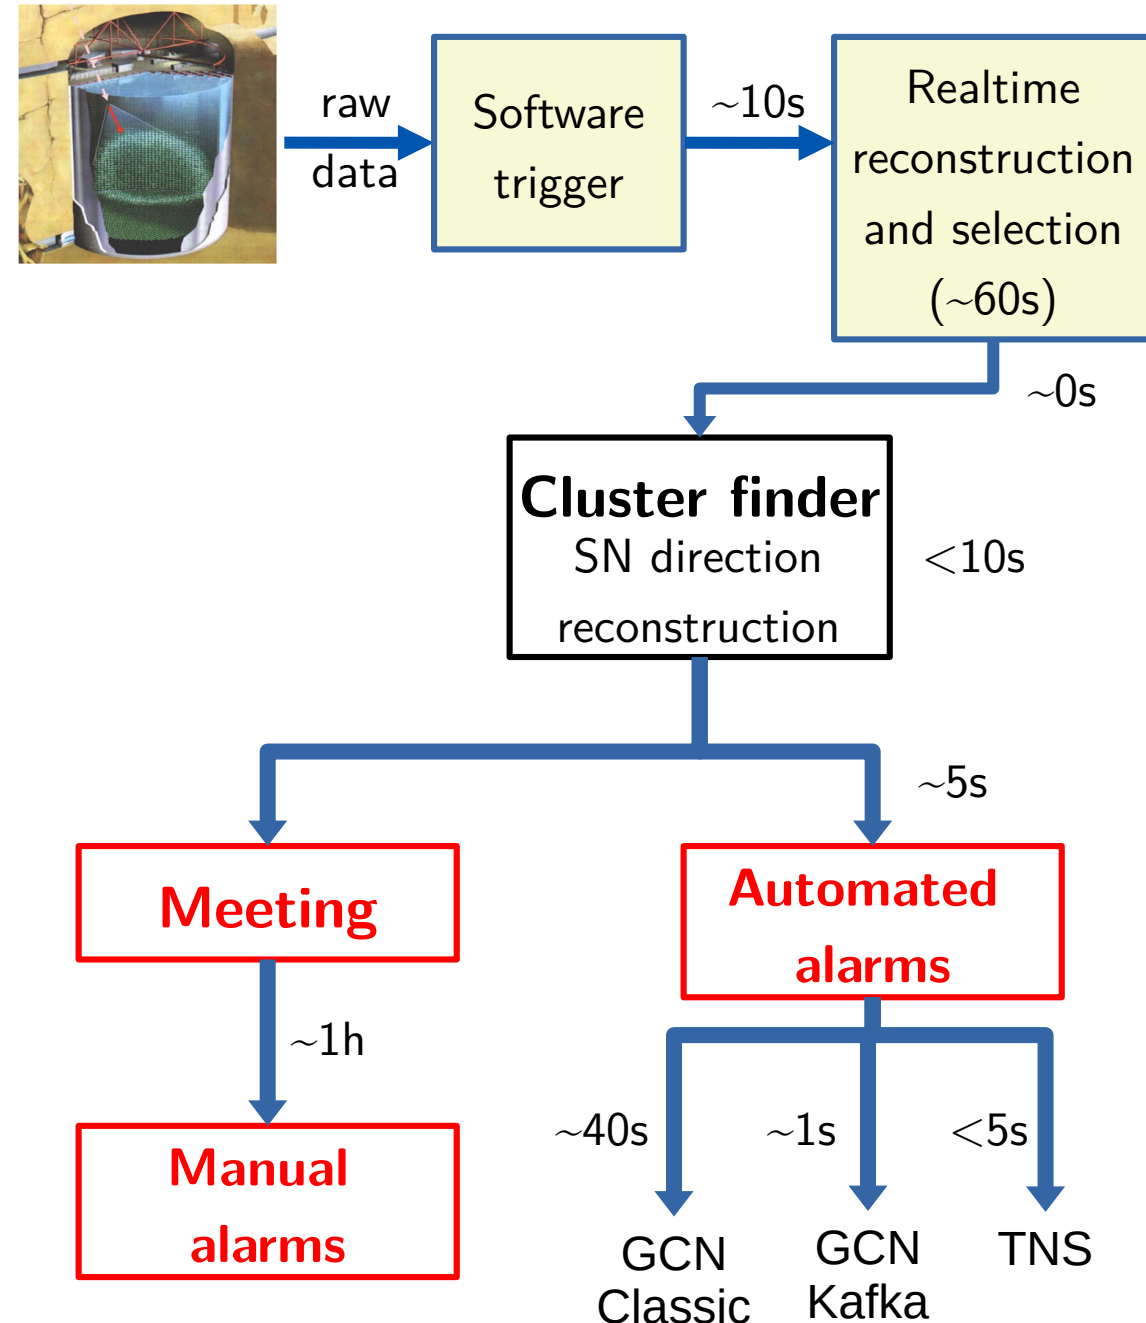 raw
data
Software
trigger
~10s
Realtime
reconstruction
and selection
(~60s)
~0s
Cluster finder
SN direction
reconstruction
<10s
~5s
Meeting
Automated
alarms
~1h
Manual
alarms
~40s
~1s
<5s
GCN
Classic
GCN
Kafka
TNS